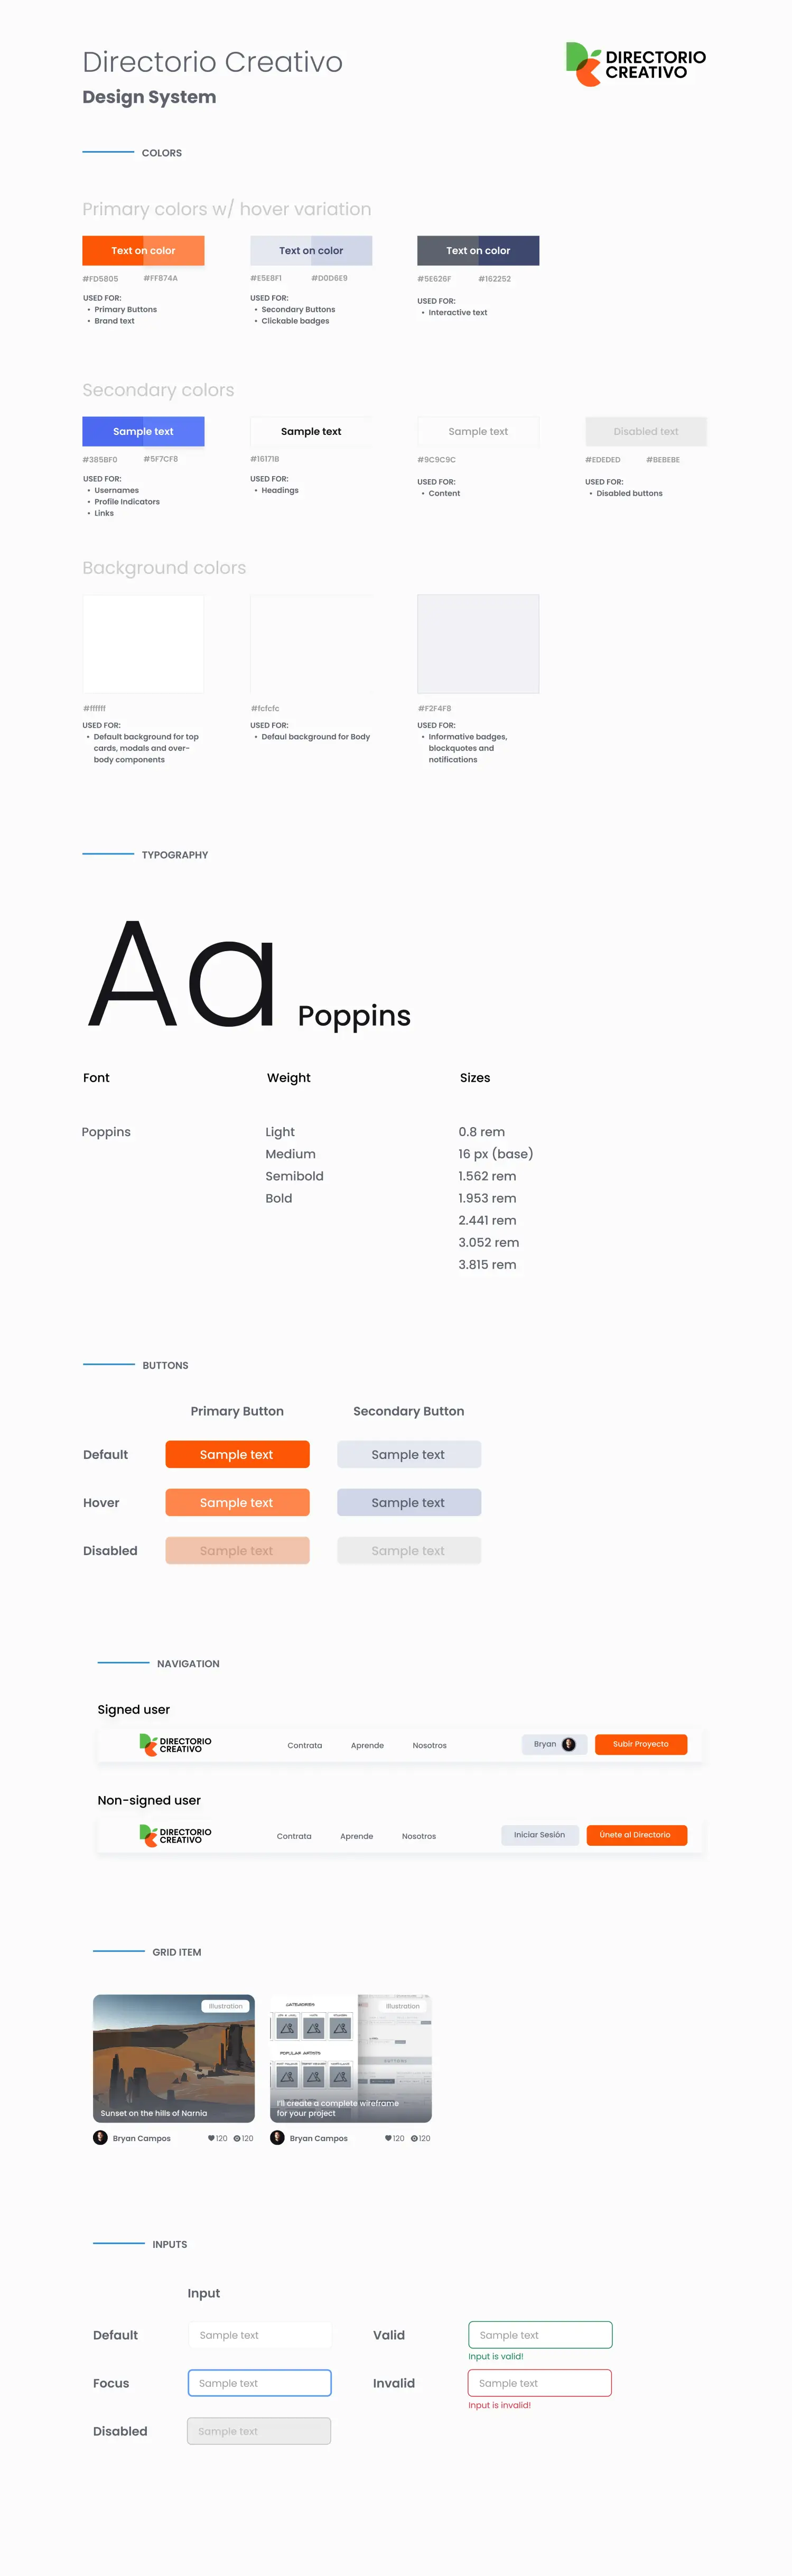 Directorio Creativo
Design System
DIRECTORIO
CREATIVO
COLORS
Primary colors w/ hover variation
Text on color
Text on color
Text on color
#FD5805
#FF874A
#E5E8F1
#D0D6E9
#5E626F
#162252
USED FOR:
• Primary Buttons
• Brand text
USED FOR:
• Secondary Buttons
• Clickable badges
USED FOR:
• Interactive text
Secondary colors
Sample text
Sample text
Sample text
Disabled text
#385BF0
#5F7CF8
#16171B
#9C9C9C
#EDEDED
#BEBEBE
USED FOR:
• Usernames
• Profile Indicators
• Links
USED FOR:
• Headings
USED FOR:
• Content
USED FOR:
• Disabled buttons
Background colors
#ffffff
#fcfcfc
#F2F4F8
USED FOR:
• Default background for top
cards, modals and over-
body components
USED FOR:
• Defaul background for Body
USED FOR:
• Informative badges,
blockquotes and
notifications
TYPOGRAPHY
Aa Poppins
Font
Weight
Sizes
Poppins
Light
Medium
Semibold
Bold
0.8 rem
16 px (base)
1.562 rem
1.953 rem
2.441 rem
3.052 rem
3.815 rem
BUTTONS
Primary Button
Secondary Button
Default
Sample text
Sample text
Hover
Sample text
Sample text
Disabled
Sample text
Sample text
NAVIGATION
Signed user
DIRECTORIO
CREATIVO
Contrata
Aprende
Nosotros
Bryan
Subir Proyecto
Non-signed user
DIRECTORIO
CREATIVO
Contrata
Aprende
Nosotros
Iniciar Sesión
Únete al Directorio
GRID ITEM
Illustration
Sunset on the hills of Narnia
Bryan Campos
120
120
Illustration
CATEGORIES
POPULAR ARTISTS
I'll create a complete wireframe
for your project
Bryan Campos
120
120
INPUTS
Input
Default
Sample text
Valid
Sample text
Input is valid!
Focus
Sample text
Invalid
Sample text
Input is invalid!
Disabled
Sample text